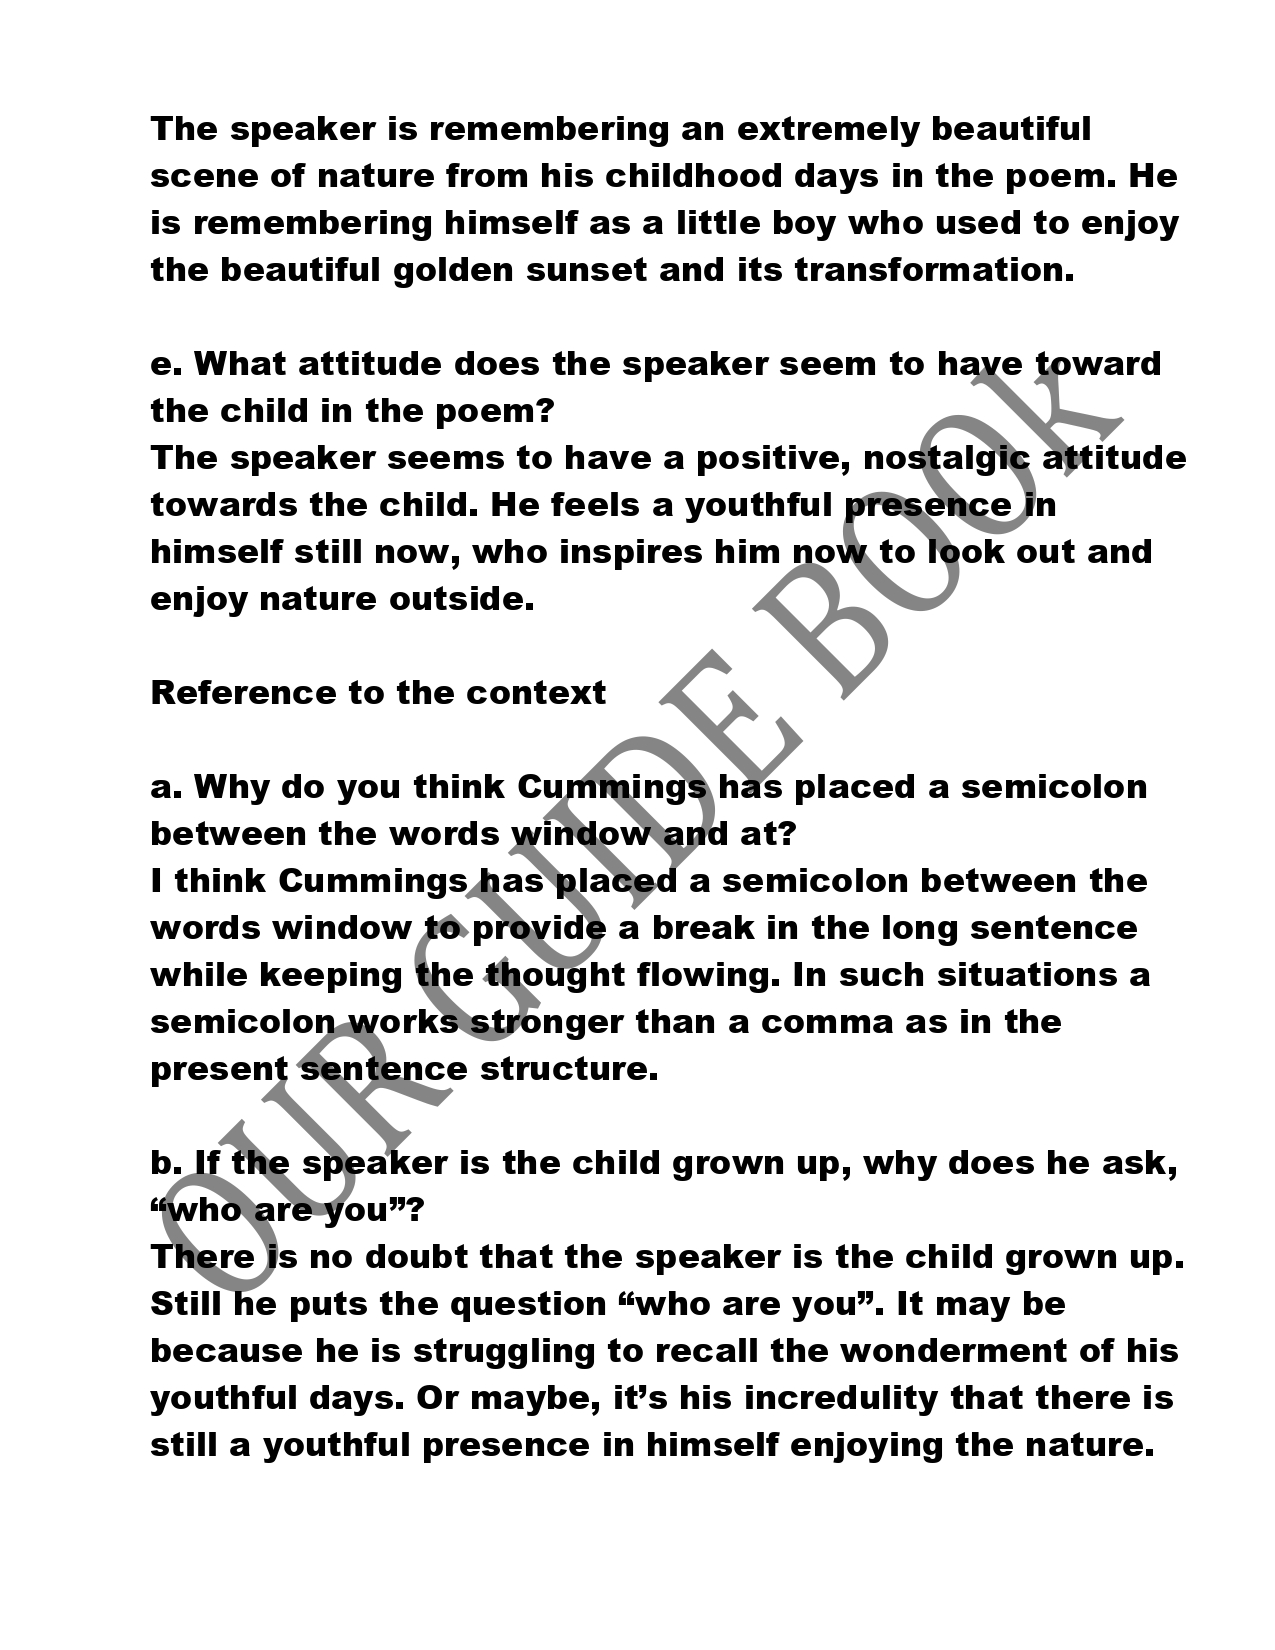 The speaker is remembering an extremely beautiful
scene of nature from his childhood days in the poem. He
is remembering himself as a little boy who used to enjoy
the beautiful golden sunset and its transformation.
e. What attitude does the speaker seem to have toward
the child in the poem?
The speaker seems to have a positive, nostalgic attitude
towards the child. He feels a youthful presence in
himself still now, who inspires him now to look out and
enjoy nature outside.
Reference to the context
a. Why do you think Cummings has placed a semicolon
between the words window and at?
I think Cummings has placed a semicolon between the
words window to provide a break in the long sentence
while keeping the thought flowing. In such situations a
semicolon works stronger than a comma as in the
present sentence structure.
b. If the speaker is the child grown up, why does he ask,
“who are you”?
There is no doubt that the speaker is the child grown up.
Still he puts the question “who are you”. It may be
because he is struggling to recall the wonderment of his
youthful days. Or maybe, it’s his incredulity that there is
still a youthful presence in himself enjoying the nature.
OUR GUIDE BOOk